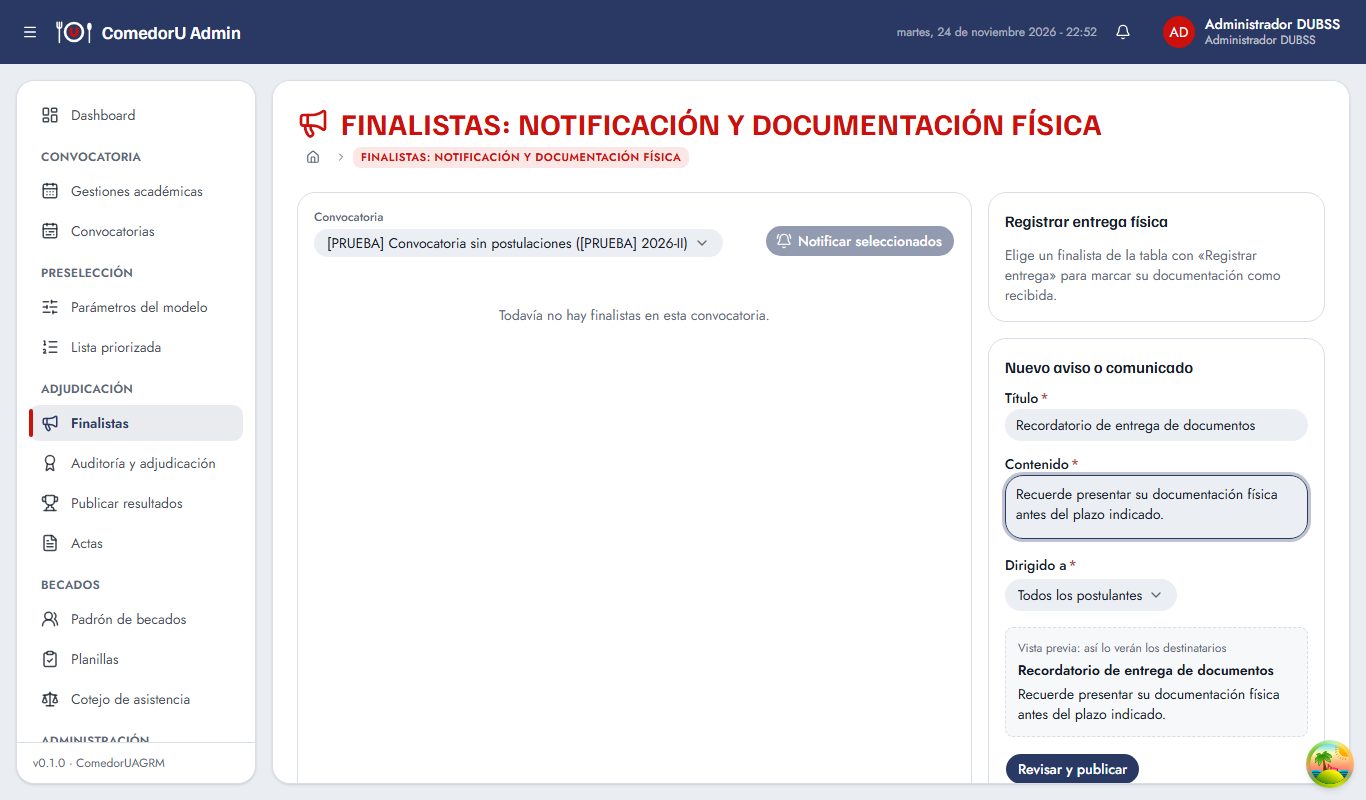 ComedorU Admin
martes, 24 de noviembre 2026 - 22:52
AD
Administrador DUBSS
Administrador DUBSS
Dashboard
CONVOCATORIA
Gestiones académicas
Convocatorias
PRESELECCIÓN
Parámetros del modelo
Lista priorizada
ADJUDICACIÓN
Finalistas
Auditoría y adjudicación
Publicar resultados
Actas
BECADOS
Padrón de becados
Planillas
Cotejo de asistencia
ADMINISTRACIÓN
v0.1.0 · ComedorUAGRM
FINALISTAS: NOTIFICACIÓN Y DOCUMENTACIÓN FÍSICA
FINALISTAS: NOTIFICACIÓN Y DOCUMENTACIÓN FÍSICA
Convocatoria
[PRUEBA] Convocatoria sin postulaciones ([PRUEBA] 2026-II)
Notificar seleccionados
Todavía no hay finalistas en esta convocatoria.
Registrar entrega física
Elige un finalista de la tabla con «Registrar
entrega» para marcar su documentación como
recibida.
Nuevo aviso o comunicado
Título *
Recordatorio de entrega de documentos
Contenido *
Recuerde presentar su documentación física
antes del plazo indicado.
Dirigido a *
Todos los postulantes
Vista previa: así lo verán los destinatarios
Recordatorio de entrega de documentos
Recuerde presentar su documentación física
antes del plazo indicado.
Revisar y publicar